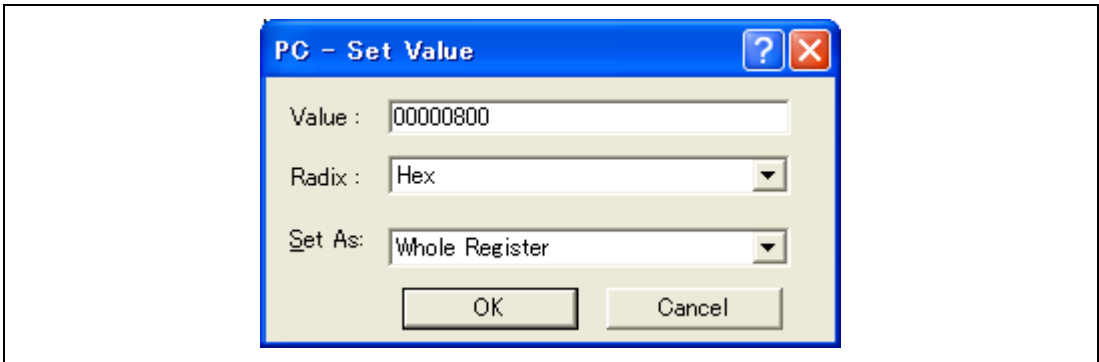 PC - Set Value
Value : 00000800
Radix : Hex
Set As: Whole Register
OK Cancel